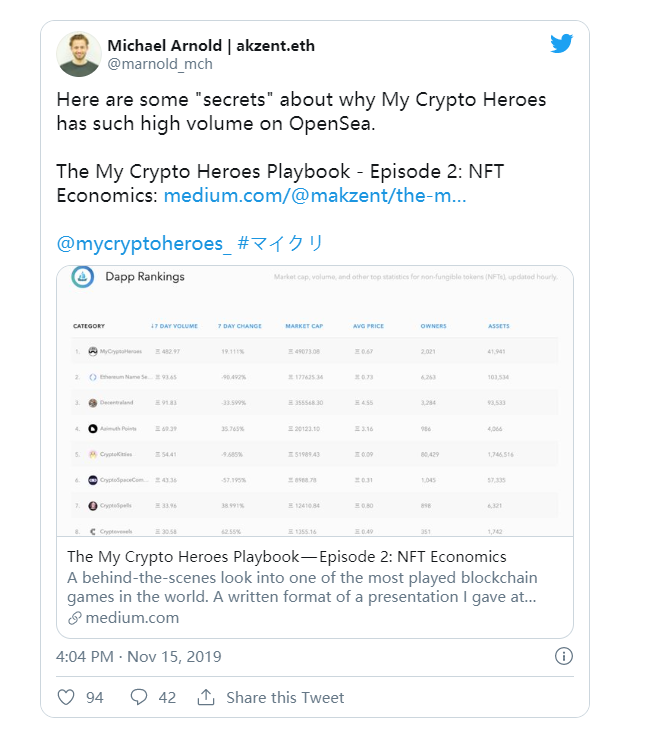 Michael Arnold | akzent.eth
@marnold_mch
Here are some "secrets" about why My Crypto Heroes
has such high volume on OpenSea.
The My Crypto Heroes Playbook - Episode 2: NFT
Economics: medium.com/@makzent/the-m...
@mycryptoheroes_ #マイクリ
Dapp Rankings
Market cap, volume, and other top statistics for non-fungible tokens (NFTs), updated hourly.
CATEGORY ↓7 DAY VOLUME 7 DAY CHANGE MARKET CAP AVG PRICE OWNERS ASSETS
1. MyCryptoHeroes Ξ 482.97 19.111% Ξ 49073.08 Ξ 0.67 2,021 41,941
2. Ethereum Name Se... Ξ 93.65 -90.492% Ξ 177625.34 Ξ 0.73 6,263 103,534
3. Decentraland Ξ 91.83 -33.599% Ξ 355568.30 Ξ 4.55 3,284 93,533
4. Azimuth Points Ξ 69.29 35.765% Ξ 20123.10 Ξ 3.16 986 4,066
5. CryptoKitties Ξ 54.41 -9.685% Ξ 51989.43 Ξ 0.09 80,429 1,746,516
6. CryptoSpaceCom... Ξ 43.36 -57.195% Ξ 8988.78 Ξ 0.31 1,045 57,335
7. CryptoSpells Ξ 33.96 38.991% Ξ 12410.84 Ξ 0.80 898 6,321
8. Cryptovoxels Ξ 30.58 62.55% Ξ 1355.16 Ξ 0.49 351 1,742
The My Crypto Heroes Playbook—Episode 2: NFT Economics
A behind-the-scenes look into one of the most played blockchain
games in the world. A written format of a presentation I gave at...
medium.com
4:04 PM · Nov 15, 2019
94 42 Share this Tweet